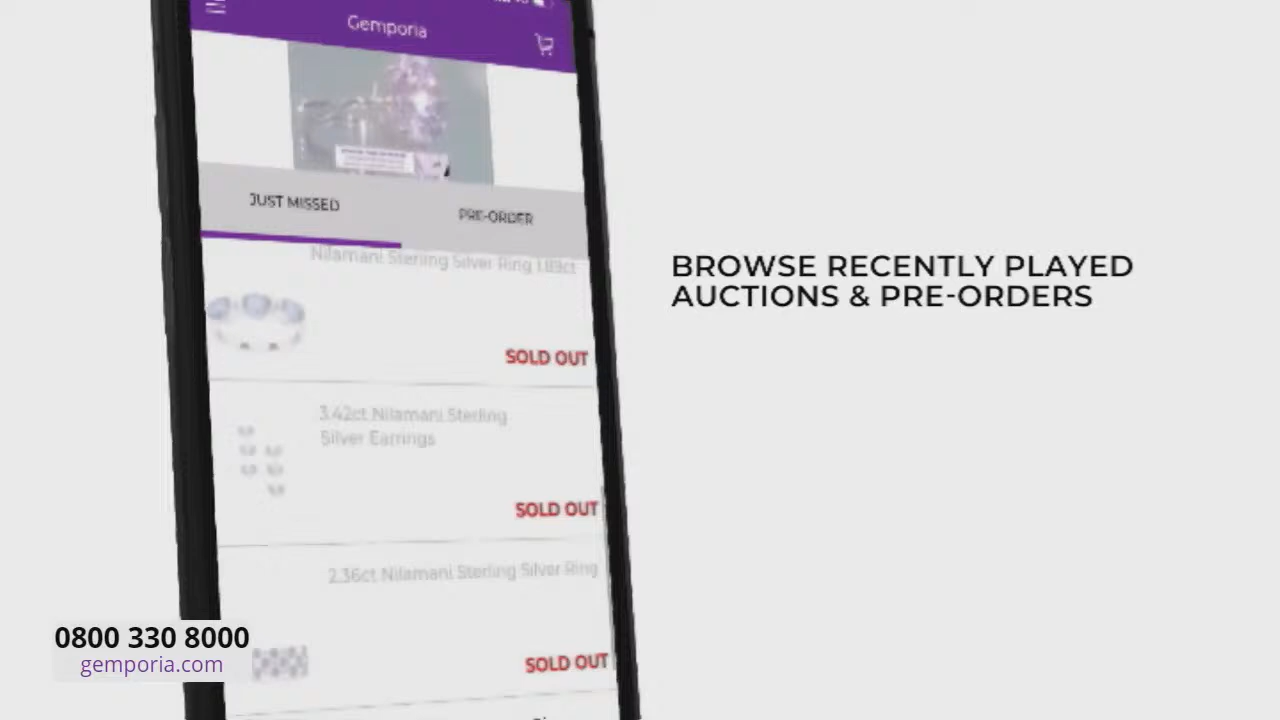 Gemporia
JUST MISSED
PRE-ORDER
Nilamani Sterling Silver Ring 1.89ct
SOLD OUT
3.42ct Nilamani Sterling
Silver Earrings
SOLD OUT
2.36ct Nilamani Sterling Silver Ring
SOLD OUT
BROWSE RECENTLY PLAYED
AUCTIONS & PRE-ORDERS
0800 330 8000
gemporia.com